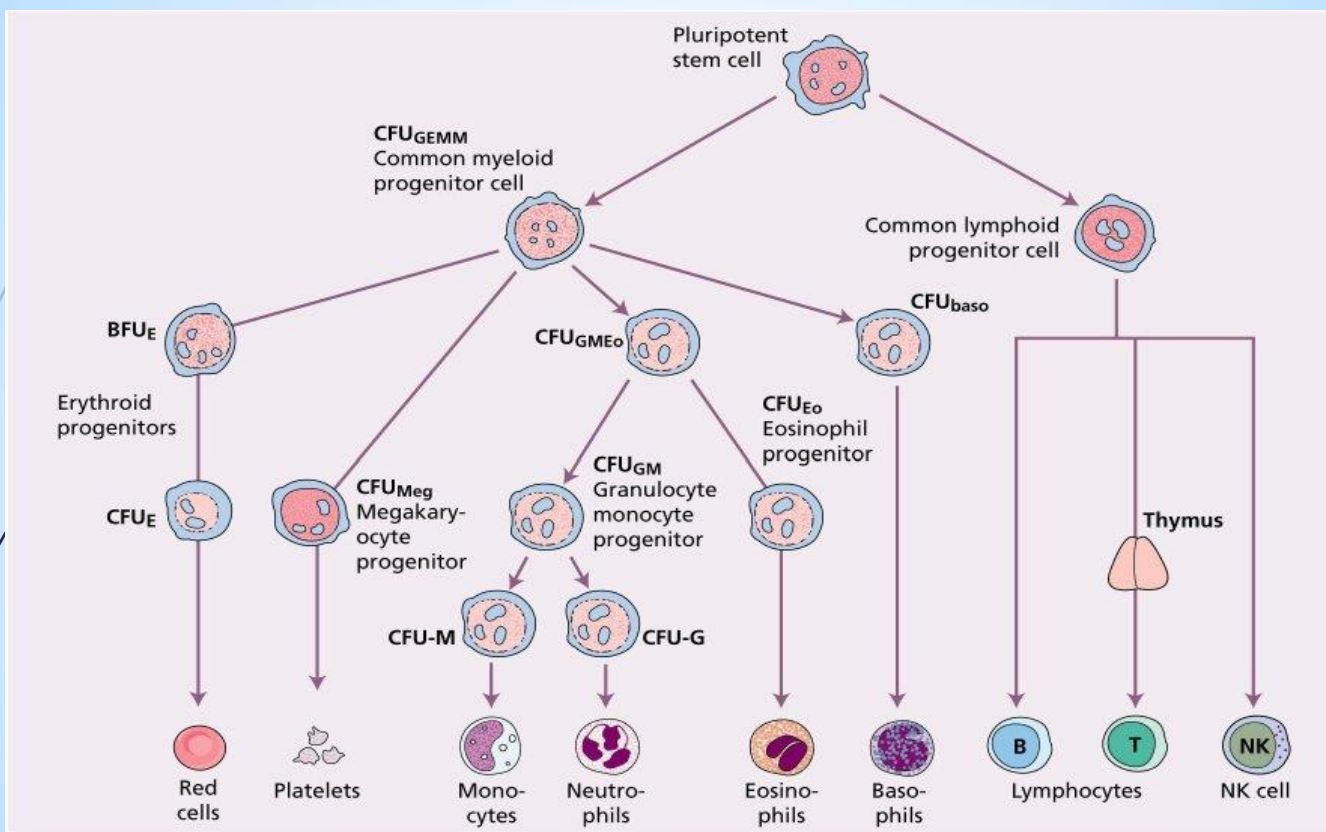 Pluripotent
stem cell
CFUGEMM
Common myeloid
progenitor cell
Common lymphoid
progenitor cell
BFUE
CFUGMEo
CFUbaso
Erythroid
progenitors
CFUEo
Eosinophil
progenitor
CFUE
CFUMeg
Megakary-
ocyte
progenitor
CFUGM
Granulocyte
monocyte
progenitor
Thymus
CFU-M
CFU-G
B
T
NK
Red
cells
Platelets
Mono-
cytes
Neutro-
phils
Eosino-
phils
Baso-
phils
Lymphocytes
NK cell